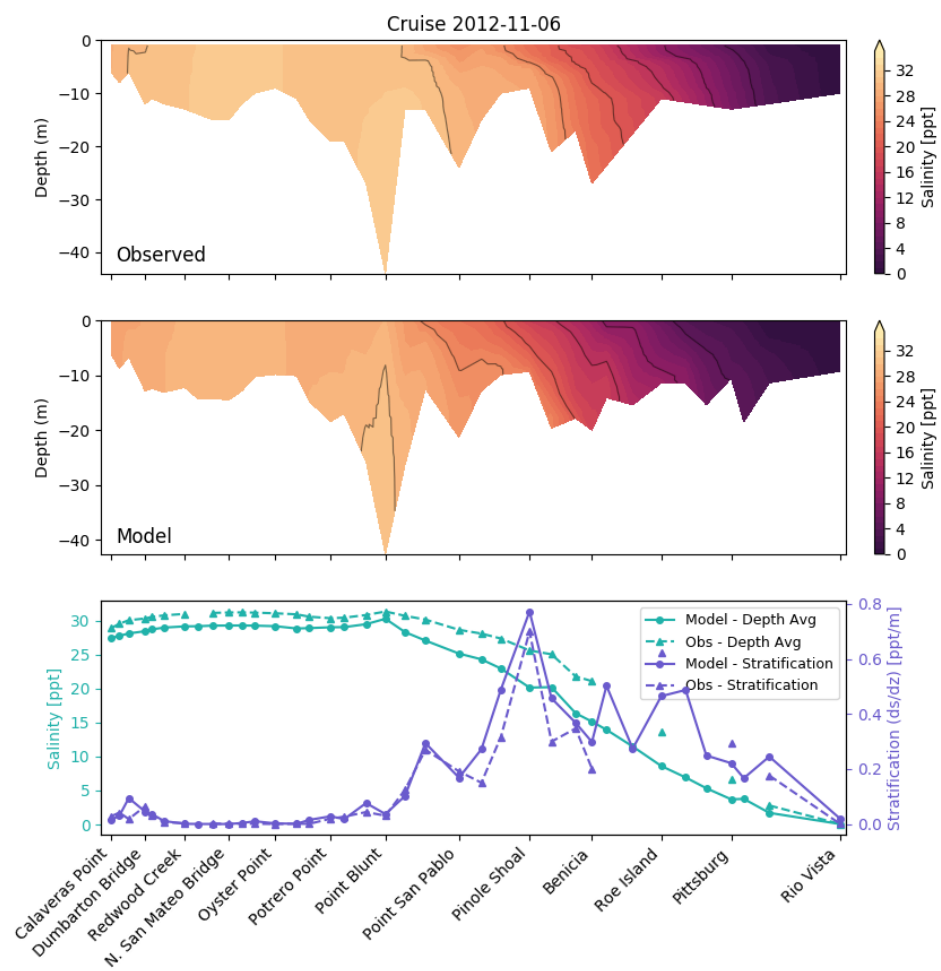 Cruise 2012-11-06
0
−10
−20
−30
−40
Depth (m)
Observed
32
28
24
20
16
12
8
4
0
Salinity [ppt]
0
−10
−20
−30
−40
Depth (m)
Model
32
28
24
20
16
12
8
4
0
Salinity [ppt]
30
25
20
15
10
5
0
Salinity [ppt]
Model - Depth Avg
Obs - Depth Avg
Model - Stratification
Obs - Stratification
0.8
0.6
0.4
0.2
0.0
Stratification (ds/dz) [ppt/m]
Calaveras Point
Dumbarton Bridge
Redwood Creek
N. San Mateo Bridge
Oyster Point
Potrero Point
Point Blunt
Point San Pablo
Pinole Shoal
Benicia
Roe Island
Pittsburg
Rio Vista